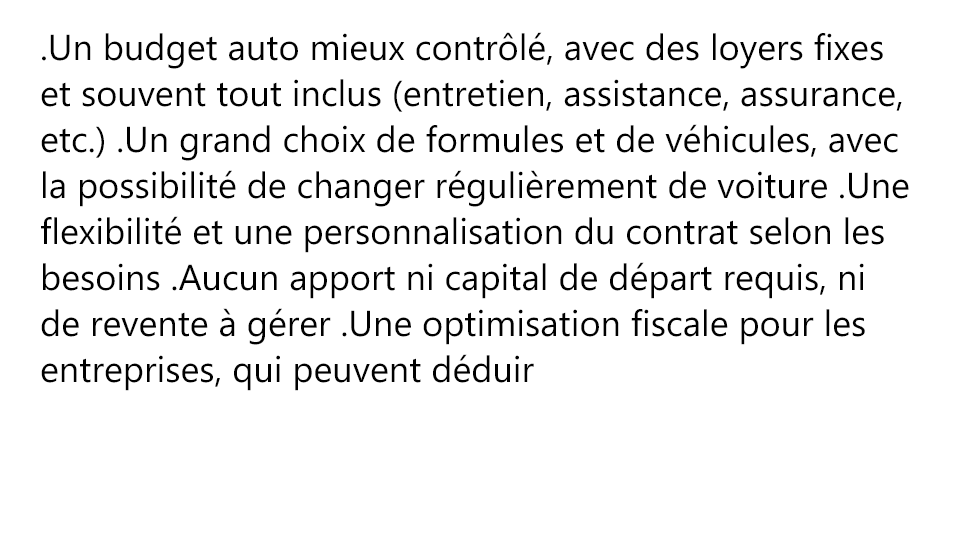 .Un budget auto mieux contrôlé, avec des loyers fixes
et souvent tout inclus (entretien, assistance, assurance,
etc.) .Un grand choix de formules et de véhicules, avec
la possibilité de changer régulièrement de voiture .Une
flexibilité et une personnalisation du contrat selon les
besoins .Aucun apport ni capital de départ requis, ni
de revente à gérer .Une optimisation fiscale pour les
entreprises, qui peuvent déduir